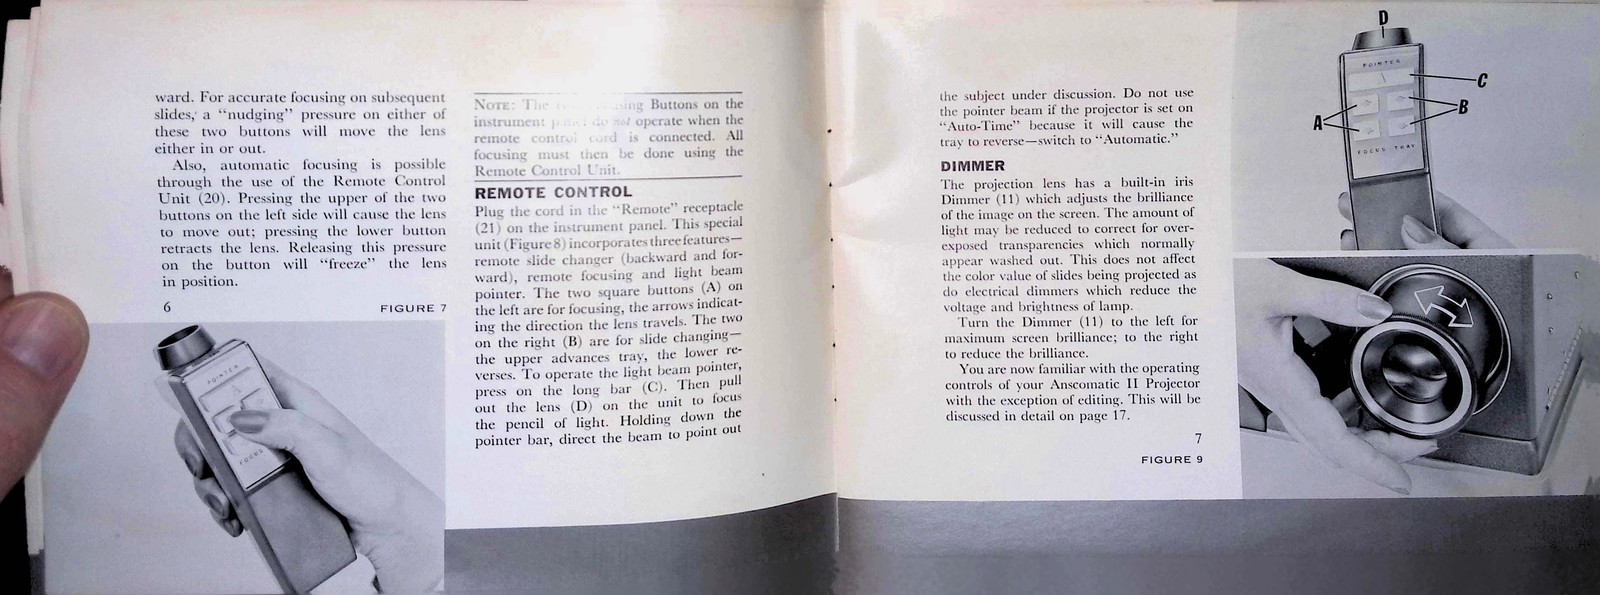 ward. For accurate focusing on subsequent
slides, a “nudging” pressure on either of
these two buttons will move the lens
either in or out.
Also, automatic focusing is possible
through the use of the Remote Control
Unit (20). Pressing the upper of the two
buttons on the left side will cause the lens
to move out; pressing the lower button
retracts the lens. Releasing this pressure
on the button will “freeze” the lens
in position.
6
FIGURE 7
POINTER
FOCUS
NOTE: The Buttons on the
instrument do not operate when the
remote control cord is connected. All
focusing must then be done using the
Remote Control Unit.
REMOTE CONTROL
Plug the cord in the “Remote” receptacle
(21) on the instrument panel. This special
unit (Figure 8) incorporates three features—
remote slide changer (backward and for-
ward), remote focusing and light beam
pointer. The two square buttons (A) on
the left are for focusing, the arrows indicat-
ing the direction the lens travels. The two
on the right (B) are for slide changing—
the upper advances tray, the lower re-
verses. To operate the light beam pointer,
press on the long bar (C). Then pull
out the lens (D) on the unit to focus
the pencil of light. Holding down the
pointer bar, direct the beam to point out
the subject under discussion. Do not use
the pointer beam if the projector is set on
“Auto-Time” because it will cause the
tray to reverse—switch to “Automatic.”
DIMMER
The projection lens has a built-in iris
Dimmer (11) which adjusts the brilliance
of the image on the screen. The amount of
light may be reduced to correct for over-
exposed transparencies which normally
appear washed out. This does not affect
the color value of slides being projected as
do electrical dimmers which reduce the
voltage and brightness of lamp.
Turn the Dimmer (11) to the left for
maximum screen brilliance; to the right
to reduce the brilliance.
You are now familiar with the operating
controls of your Anscomatic II Projector
with the exception of editing. This will be
discussed in detail on page 17.
7
FIGURE 9
D
POINTER
C
B
A
FOCUS TRAY